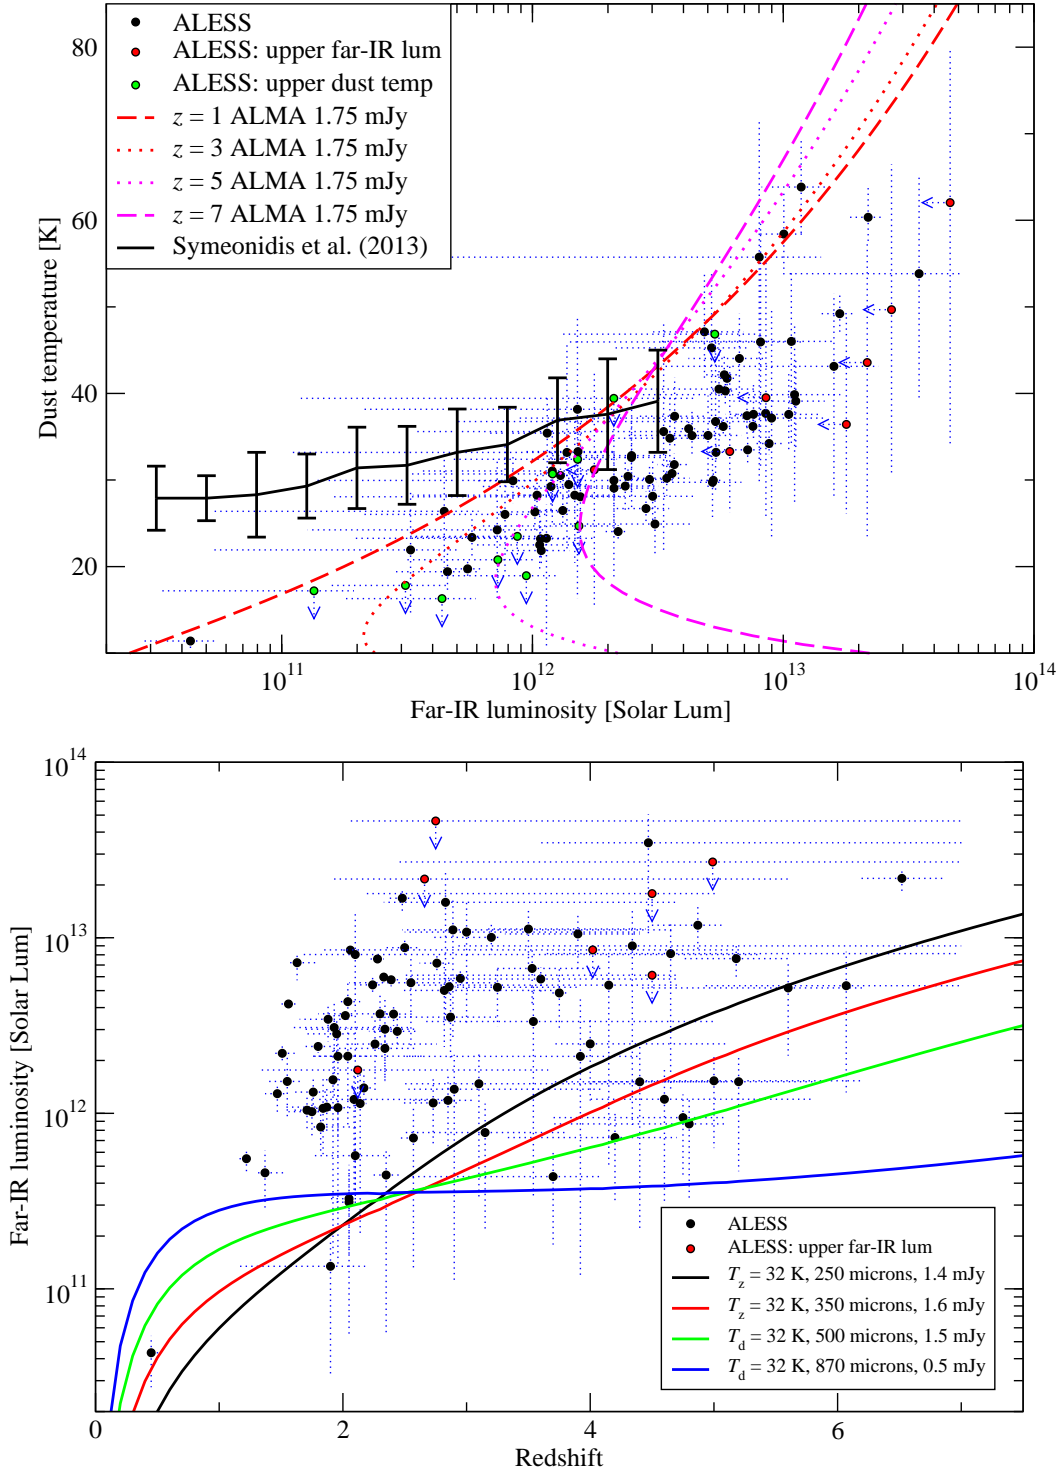 80
60
40
20
Dust temperature [K]
ALESS
ALESS: upper far-IR lum
ALESS: upper dust temp
z = 1 ALMA 1.75 mJy
z = 3 ALMA 1.75 mJy
z = 5 ALMA 1.75 mJy
z = 7 ALMA 1.75 mJy
Symeonidis et al. (2013)
10^11
10^12
10^13
10^14
Far-IR luminosity [Solar Lum]
10^14
10^13
10^12
10^11
Far-IR luminosity [Solar Lum]
ALESS
ALESS: upper far-IR lum
T_z = 32 K, 250 microns, 1.4 mJy
T_z = 32 K, 350 microns, 1.6mJy
T_d = 32 K, 500 microns, 1.5mJy
T_d = 32 K, 870 microns, 0.5 mJy
0
2
4
6
Redshift